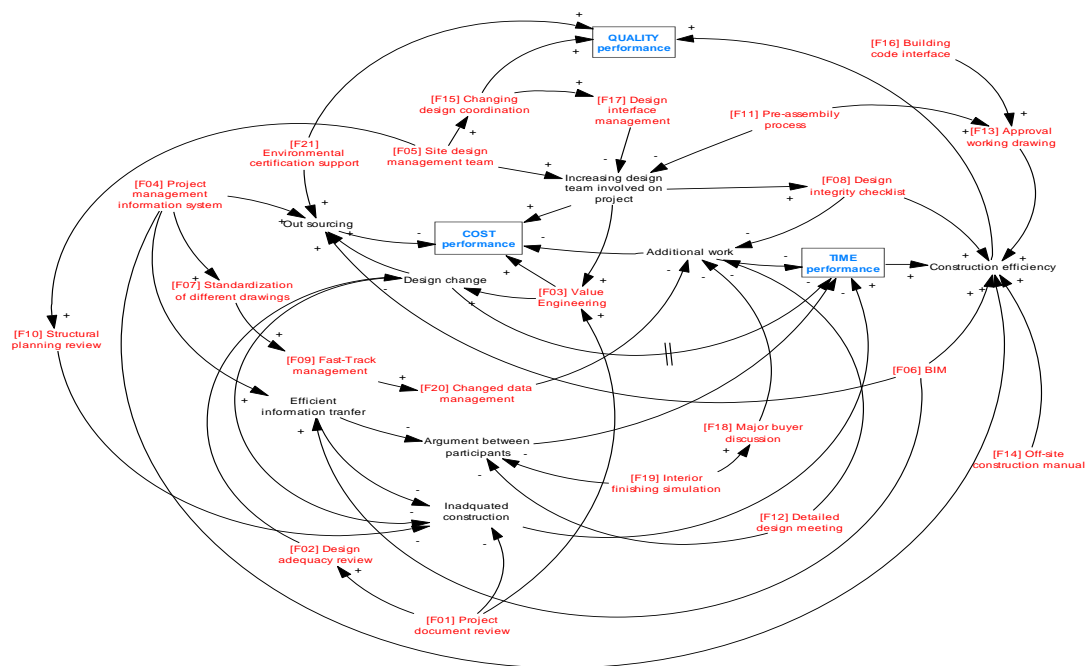 QUALITY
performance
[F16] Building
code interface
[F15] Changing
design coordination
[F17] Design
interface
management
[F11] Pre-assembily
process
[F13] Approval
working drawing
[F21]
Environmental
certification support
[F05] Site design
management team
[F04] Project
management
information system
Increasing design
team involved on
project
[F08] Design
integrity checklist
Out sourcing
COST
performance
Additional work
TIME
performance
Construction efficiency
Design change
[F07] Standardization
of different drawings
[F03] Value
Engineering
[F10] Structural
planning review
[F09] Fast-Track
management
[F20] Changed data
management
[F06] BIM
Efficient
information tranfer
[F18] Major buyer
discussion
Argument between
participants
[F14] Off-site
construction manual
[F19] Interior
finishing simulation
Inadquated
construction
[F12] Detailed
design meeting
[F02] Design
adequacy review
[F01] Project
document review